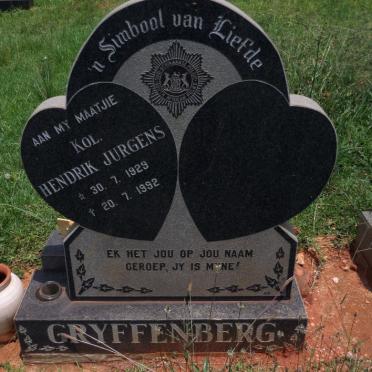 'n Simbool van Liefde
AAN MY MAATJIE
KOL.
HENDRIK JURGENS
☆ 30. 7. 1929
✝ 20. 7. 1992
EK HET JOU OP JOU NAAM
GEROEP, JY IS MYNE!
GRYFFENBERG